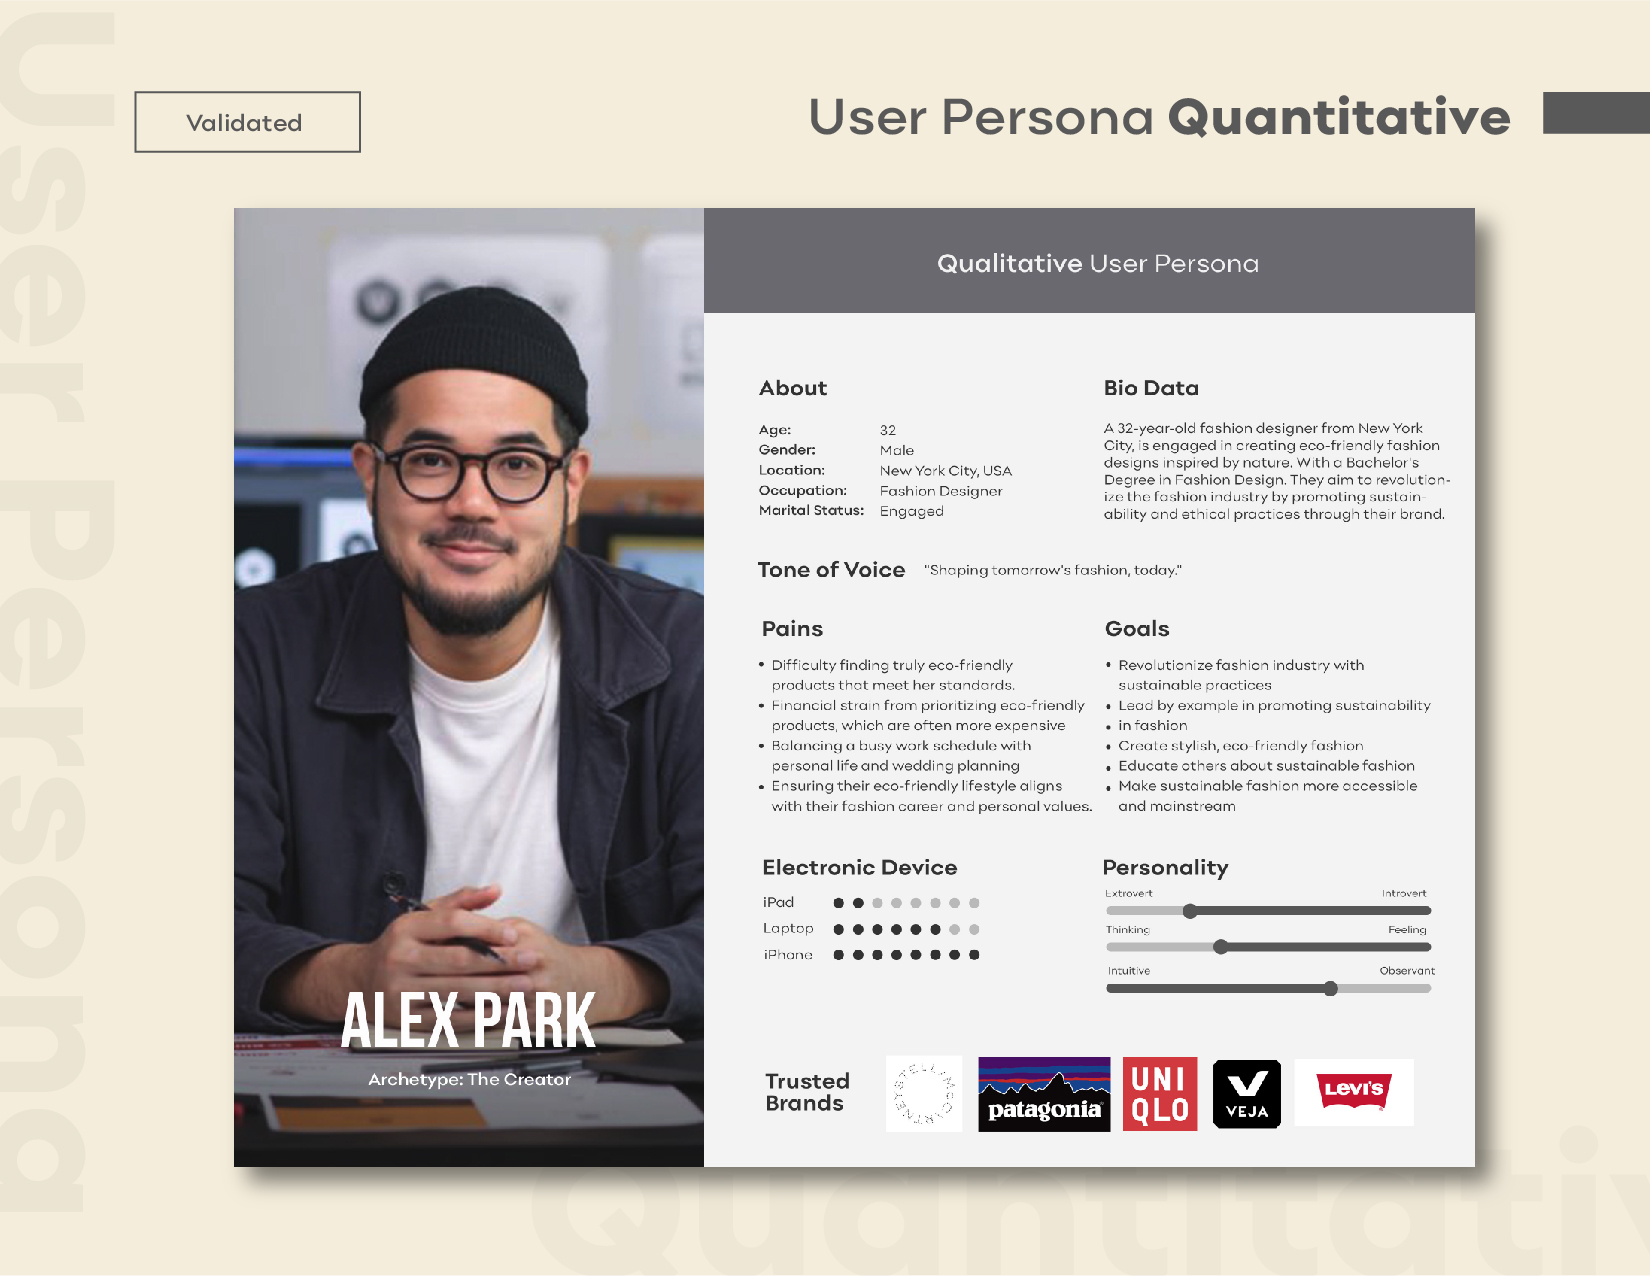 Validated
User Persona Quantitative
Qualitative User Persona
About
Age: 32
Gender: Male
Location: New York City, USA
Occupation: Fashion Designer
Marital Status: Engaged
Bio Data
A 32-year-old fashion designer from New York
City, is engaged in creating eco-friendly fashion
designs inspired by nature. With a Bachelor's
Degree in Fashion Design. They aim to revolution-
ize the fashion industry by promoting sustain-
ability and ethical practices through their brand.
Tone of Voice "Shaping tomorrow's fashion, today."
Pains
• Difficulty finding truly eco-friendly
products that meet her standards.
• Financial strain from prioritizing eco-friendly
products, which are often more expensive
• Balancing a busy work schedule with
personal life and wedding planning
• Ensuring their eco-friendly lifestyle aligns
with their fashion career and personal values.
Goals
• Revolutionize fashion industry with
sustainable practices
• Lead by example in promoting sustainability
• in fashion
• Create stylish, eco-friendly fashion
• Educate others about sustainable fashion
• Make sustainable fashion more accessible
and mainstream
Electronic Device
iPad
Laptop
iPhone
Personality
Extrovert Introvert
Thinking Feeling
Intuitive Observant
ALEX PARK
Archetype: The Creator
Trusted
Brands
patagonia
UNI
QLO
VEJA
Levi's
User Persona
Quantitativ